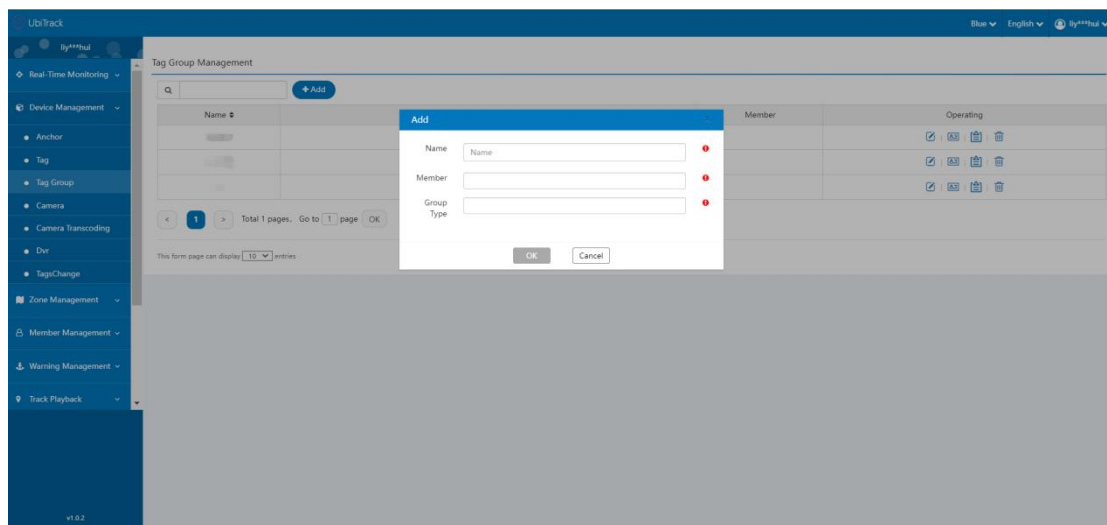 UbiTrack
Blue English liy***hui
liy***hui
Real-Time Monitoring
Device Management
Anchor
Tag
Tag Group
Camera
Camera Transcoding
Dvr
TagsChange
Zone Management
Member Management
Warning Management
Track Playback
v1.0.2
Tag Group Management
+ Add
Name Member Operating
< 1 > Total 1 pages, Go to 1 page OK
This form page can display 10 entries
Add
Name Name
Member
Group
Type
OK Cancel